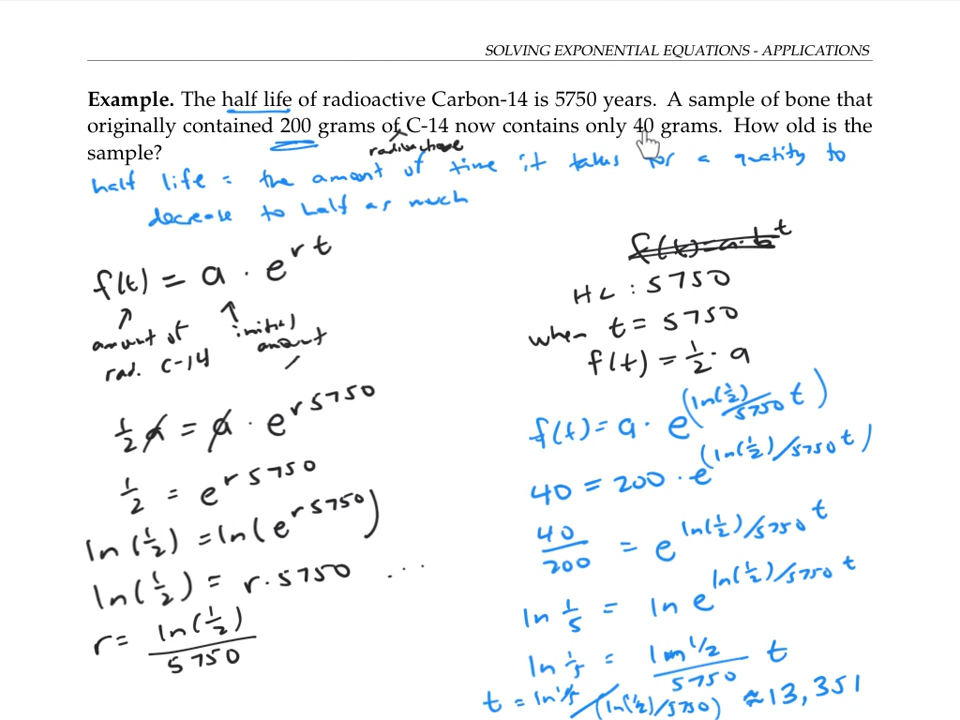 SOLVING EXPONENTIAL EQUATIONS - APPLICATIONS
Example. The half life of radioactive Carbon-14 is 5750 years. A sample of bone that
originally contained 200 grams of C-14 now contains only 40 grams. How old is the
sample?
radioactive
half life = the amount of time it takes for a quatity to
decrease to half as much
f(t) = a · e^{rt}
amount of rad. C-14
initial amount
½ a = a · e^{r5750}
½ = e^{r5750}
ln(½) = ln(e^{r5750})
ln(½) = r·5750 ...
r = ln(½)/5750
f(t)=a·b^t
HL : 5750
when t = 5750
f(t) = ½ · a
f(t) = a · e^{(ln(½)/5750 t)}
40 = 200 · e^{(ln(½)/5750 t)}
40/200 = e^{ln(½)/5750 t}
ln 1/5 = ln e^{ln(½)/5750 t}
ln 1/5 = ln 1/2 / 5750 t
t = ln 1/5 / (ln(½)/5750) ≈ 13,351